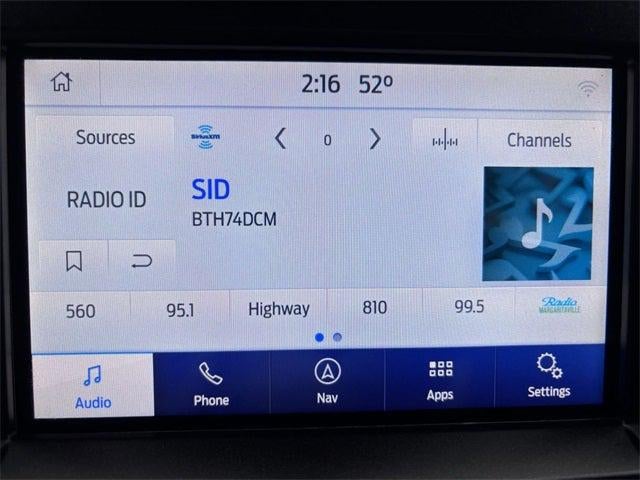 2:16 52º
Sources SiriusXM 0 Channels
RADIO ID
SID
BTH74DCM
560 95.1 Highway 810 99.5 Radio MARGARITAVILLE
Audio Phone Nav Apps Settings